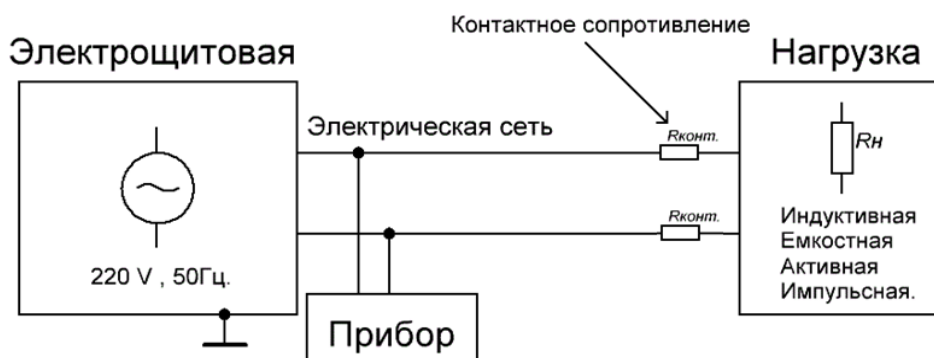 Контактное сопротивление
Электрощитовая
Нагрузка
Электрическая сеть
Rконт.
Rн
Rконт.
Индуктивная
Емкостная
Активная
Импульсная.
220 V , 50Гц.
Прибор